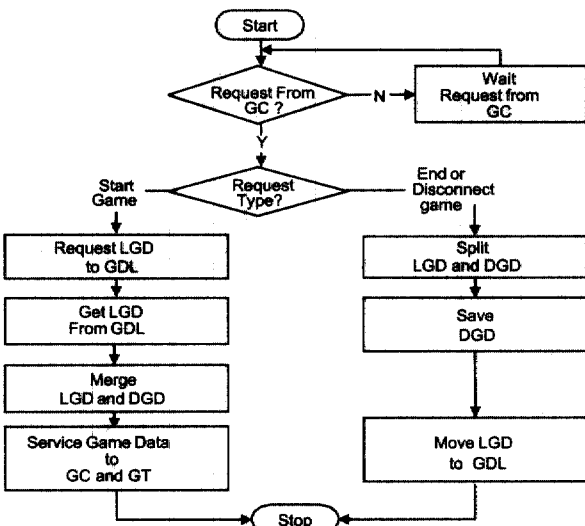 Start
Request From
GC ?
N
Wait
Request from
GC
Y
Request
Type?
Start
Game
End or
Disconnect
game
Request LGD
to GDL
Split
LGD and DGD
Get LGD
From GDL
Save
DGD
Merge
LGD and DGD
Service Game Data
to
GC and GT
Move LGD
to GDL
Stop